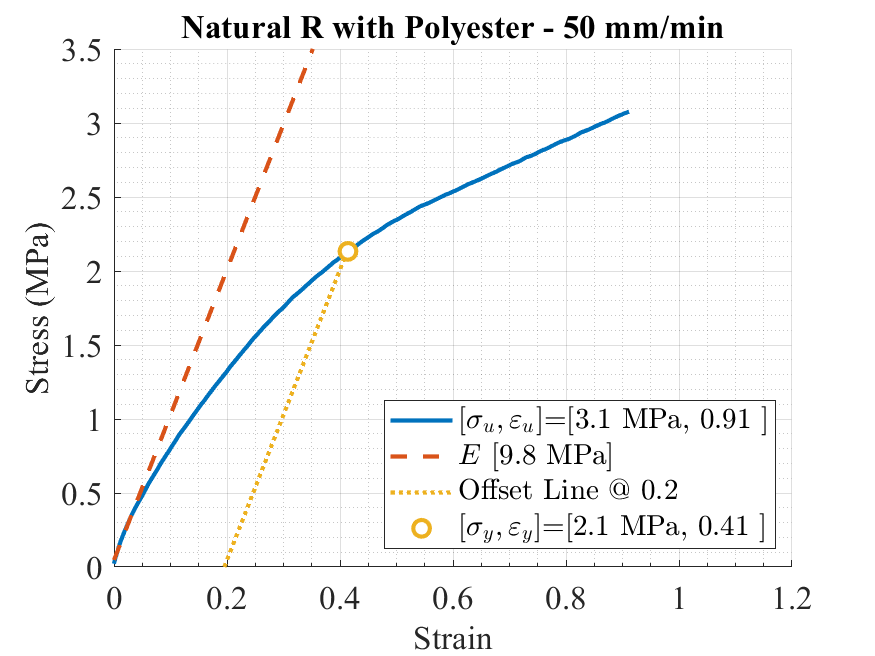 Natural R with Polyester - 50 mm/min
3.5
3
2.5
2
1.5
1
0.5
0
Stress (MPa)
[σu, εu]=[3.1 MPa, 0.91 ]
E [9.8 MPa]
Offset Line @ 0.2
[σy, εy]=[2.1 MPa, 0.41 ]
0 0.2 0.4 0.6 0.8 1 1.2
Strain